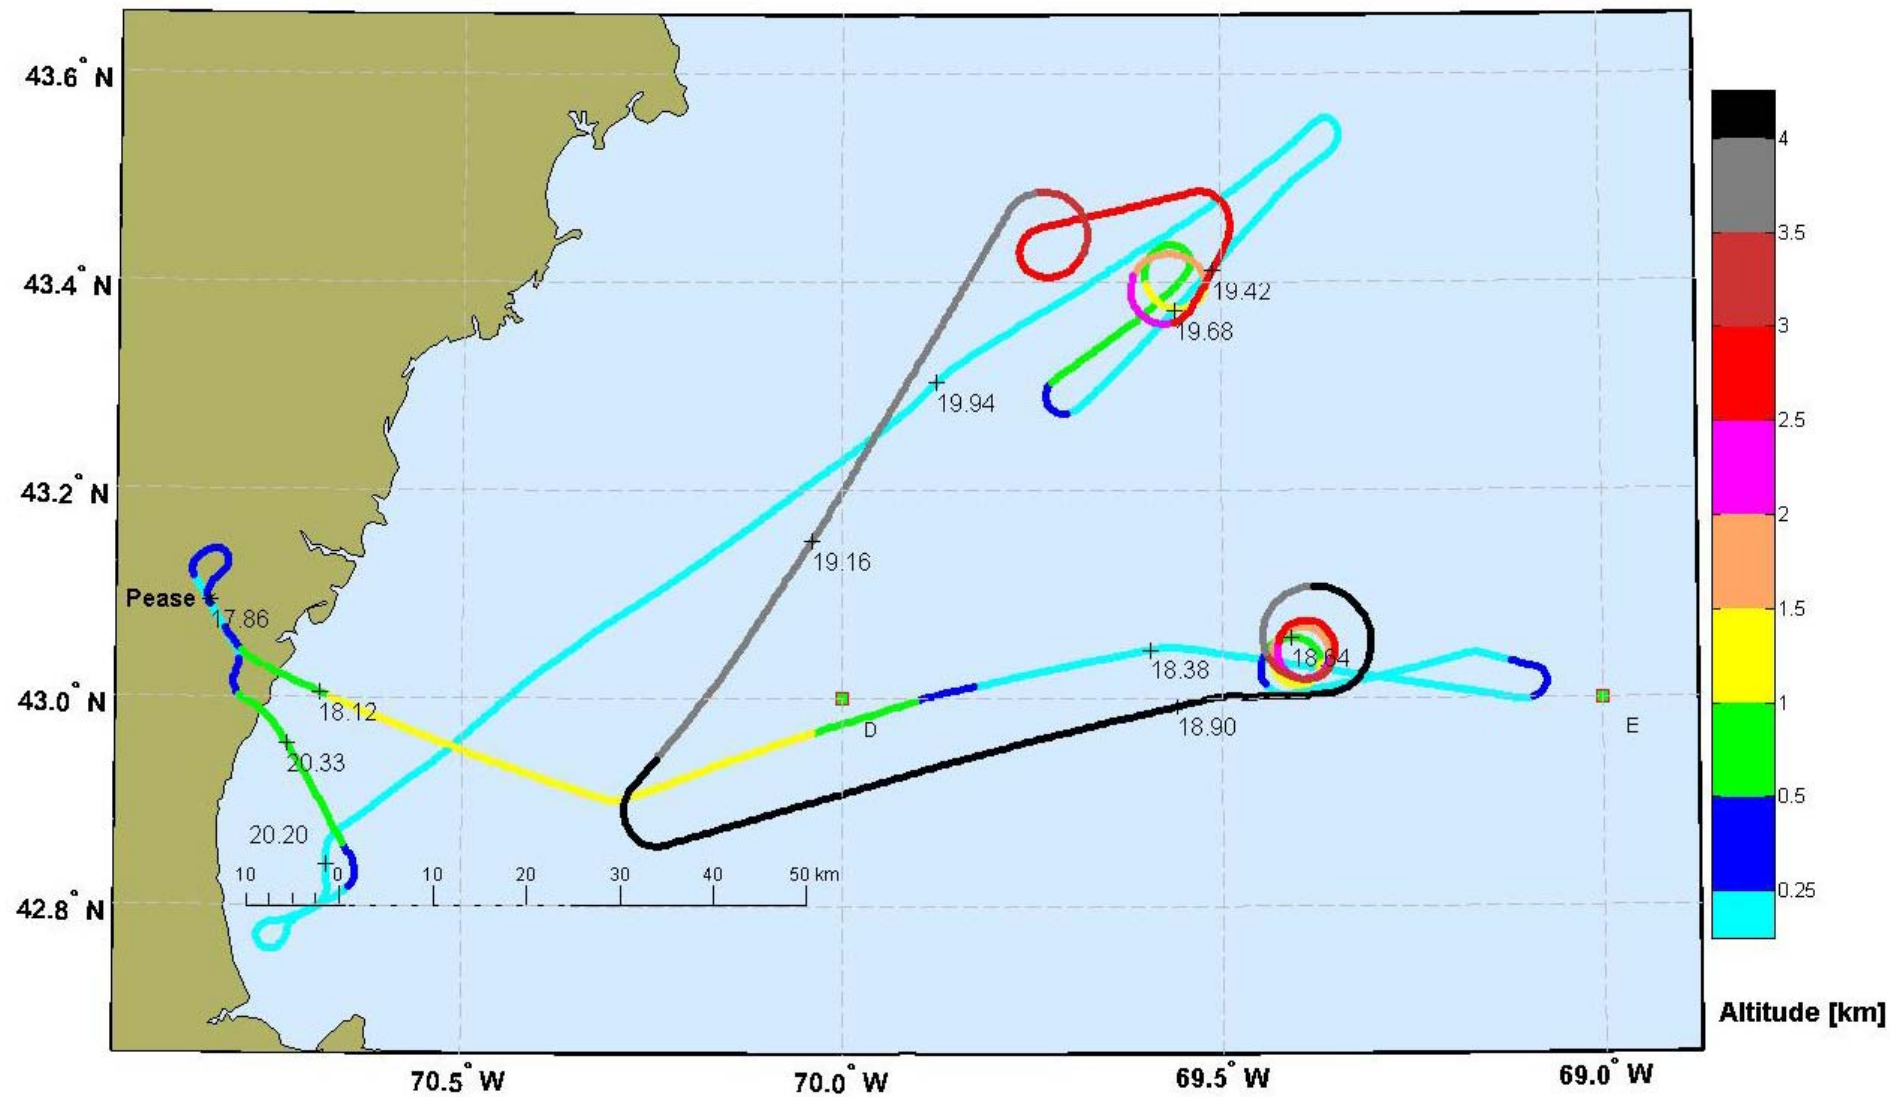 43.6° N
43.4° N
43.2° N
43.0° N
42.8° N
70.5° W
70.0° W
69.5° W
69.0° W
Pease
17.86
18.12
20.33
20.20
19.16
19.94
19.42
19.68
18.38
18.64
18.90
D
E
10 0 10 20 30 40 50 km
4
3.5
3
2.5
2
1.5
1
0.5
0.25
Altitude [km]